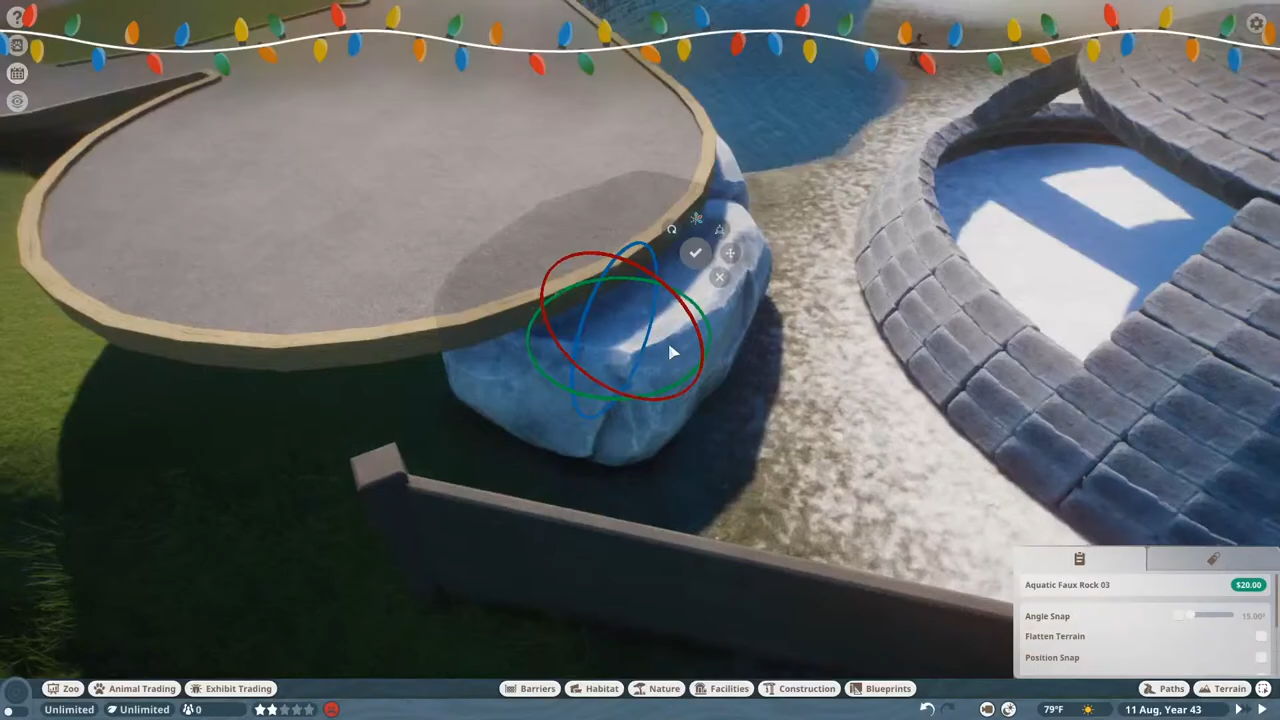 Aquatic Faux Rock 03 $20.00
Angle Snap 15.00°
Flatten Terrain
Position Snap
Zoo Animal Trading Exhibit Trading Barriers Habitat Nature Facilities Construction Blueprints Paths Terrain
Unlimited Unlimited 0 79°F 11 Aug, Year 43